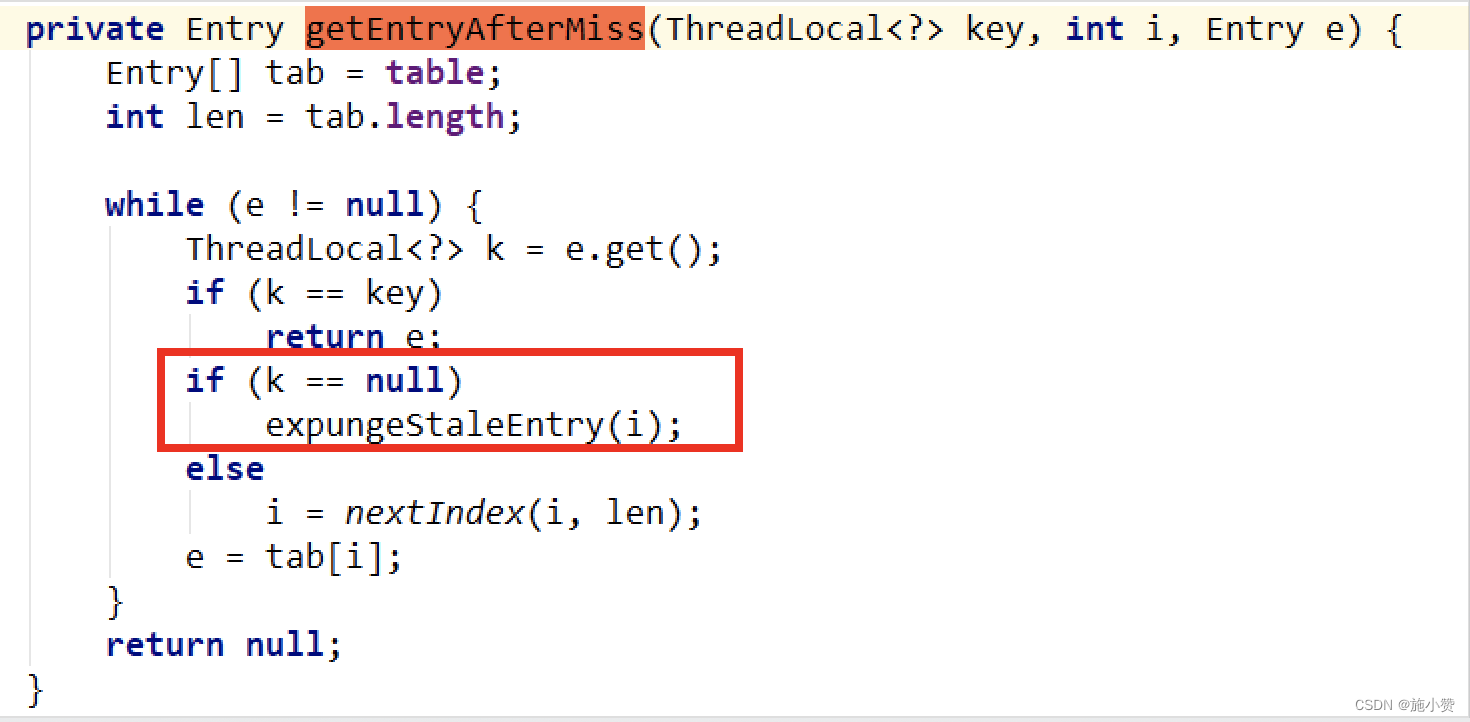 private Entry getEntryAfterMiss(ThreadLocal<?> key, int i, Entry e) {
    Entry[] tab = table;
    int len = tab.length;

    while (e != null) {
        ThreadLocal<?> k = e.get();
        if (k == key)
            return e;
        if (k == null)
            expungeStaleEntry(i);
        else
            i = nextIndex(i, len);
        e = tab[i];
    }
    return null;
}
CSDN @施小赞